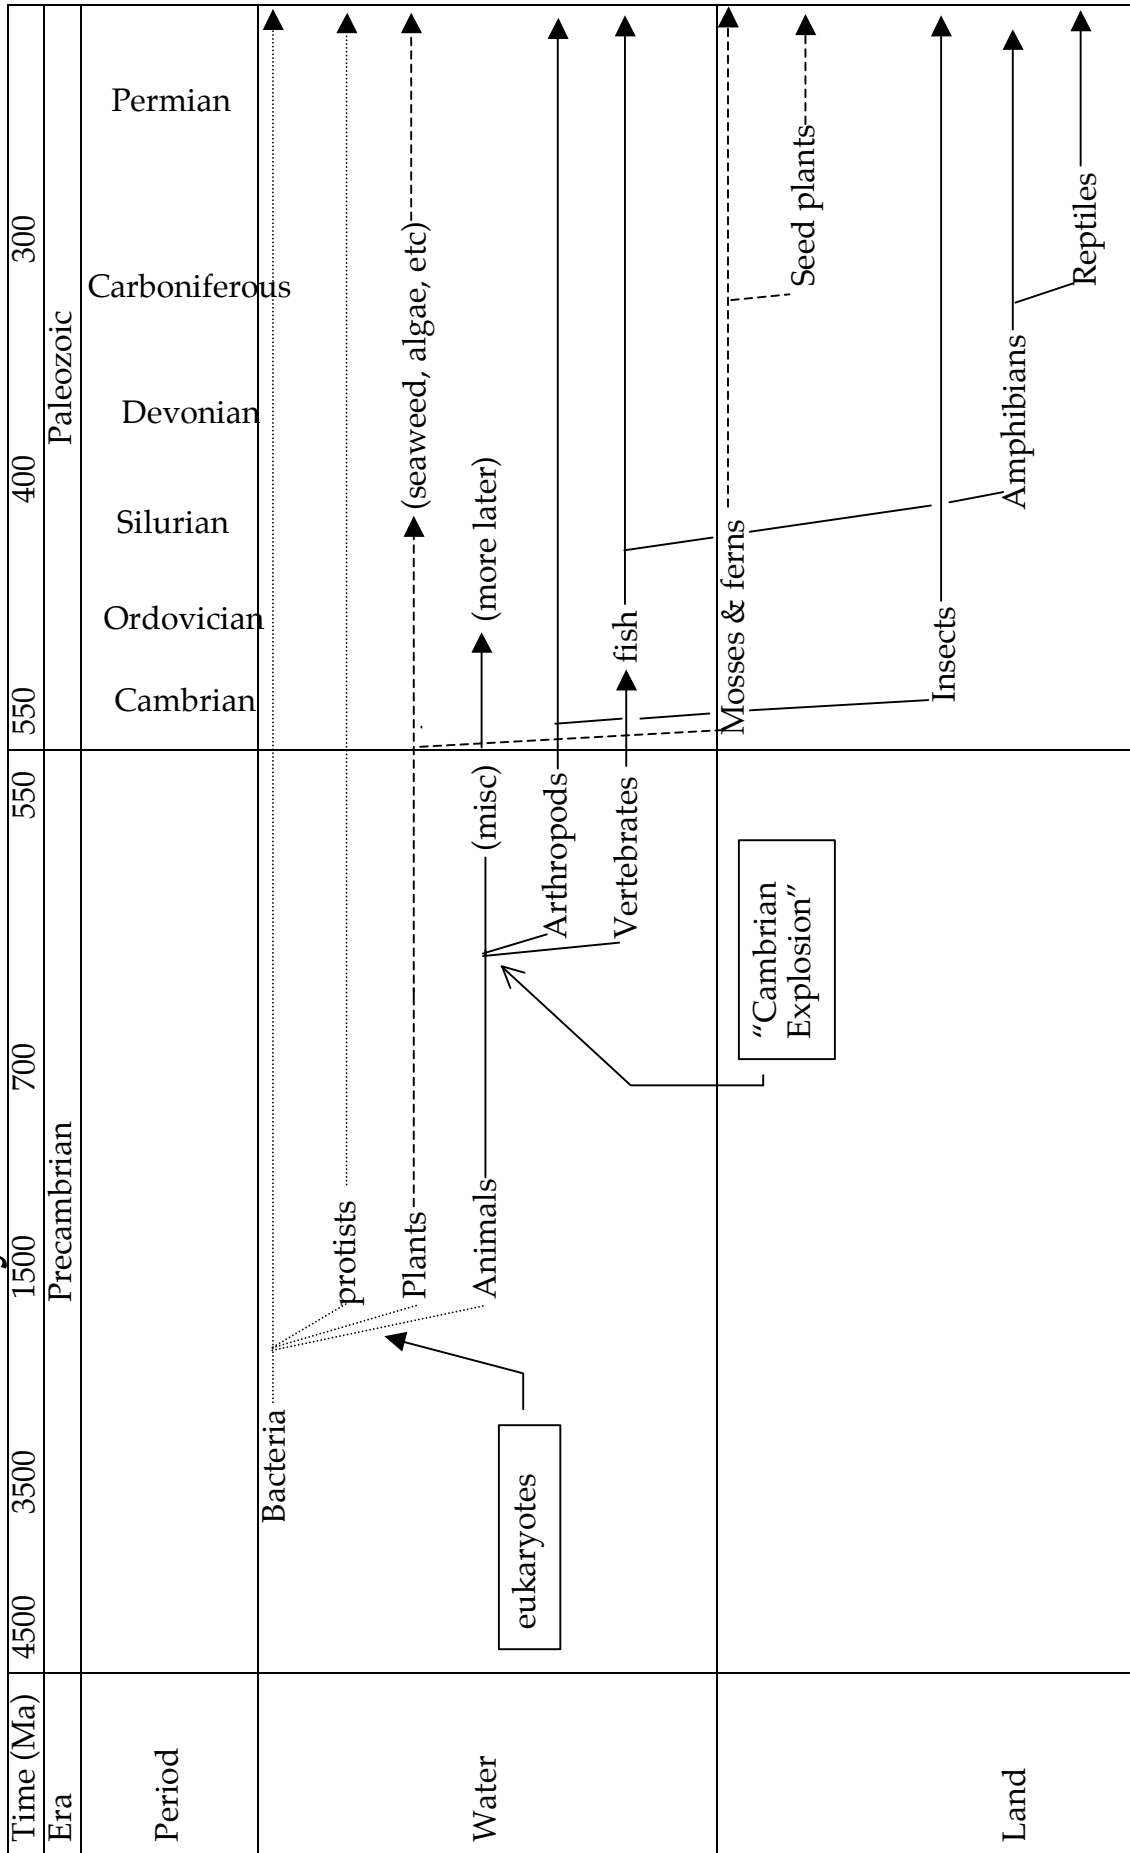 Time (Ma) 4500 3500 1500 700 550 550 400 300
Era Precambrian Paleozoic
Period Cambrian Ordovician Silurian Devonian Carboniferous Permian
Water
Bacteria
protists
Plants (seaweed, algae, etc)
Animals (misc) (more later)
eukaryotes
Arthropods
Vertebrates fish
Land
Mosses & ferns
"Cambrian
Explosion"
Seed plants
Insects
Amphibians
Reptiles